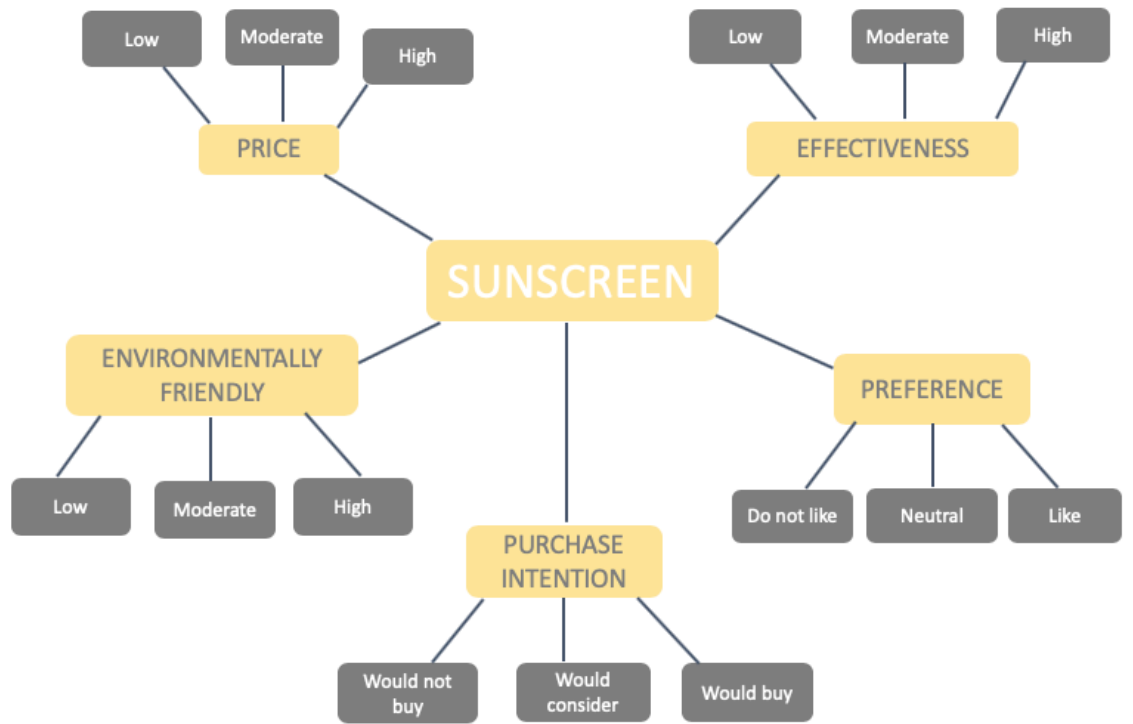 Low
Moderate
High
PRICE
Low
Moderate
High
EFFECTIVENESS
SUNSCREEN
ENVIRONMENTALLY
FRIENDLY
Low
Moderate
High
PREFERENCE
Do not like
Neutral
Like
PURCHASE
INTENTION
Would not
buy
Would
consider
Would buy